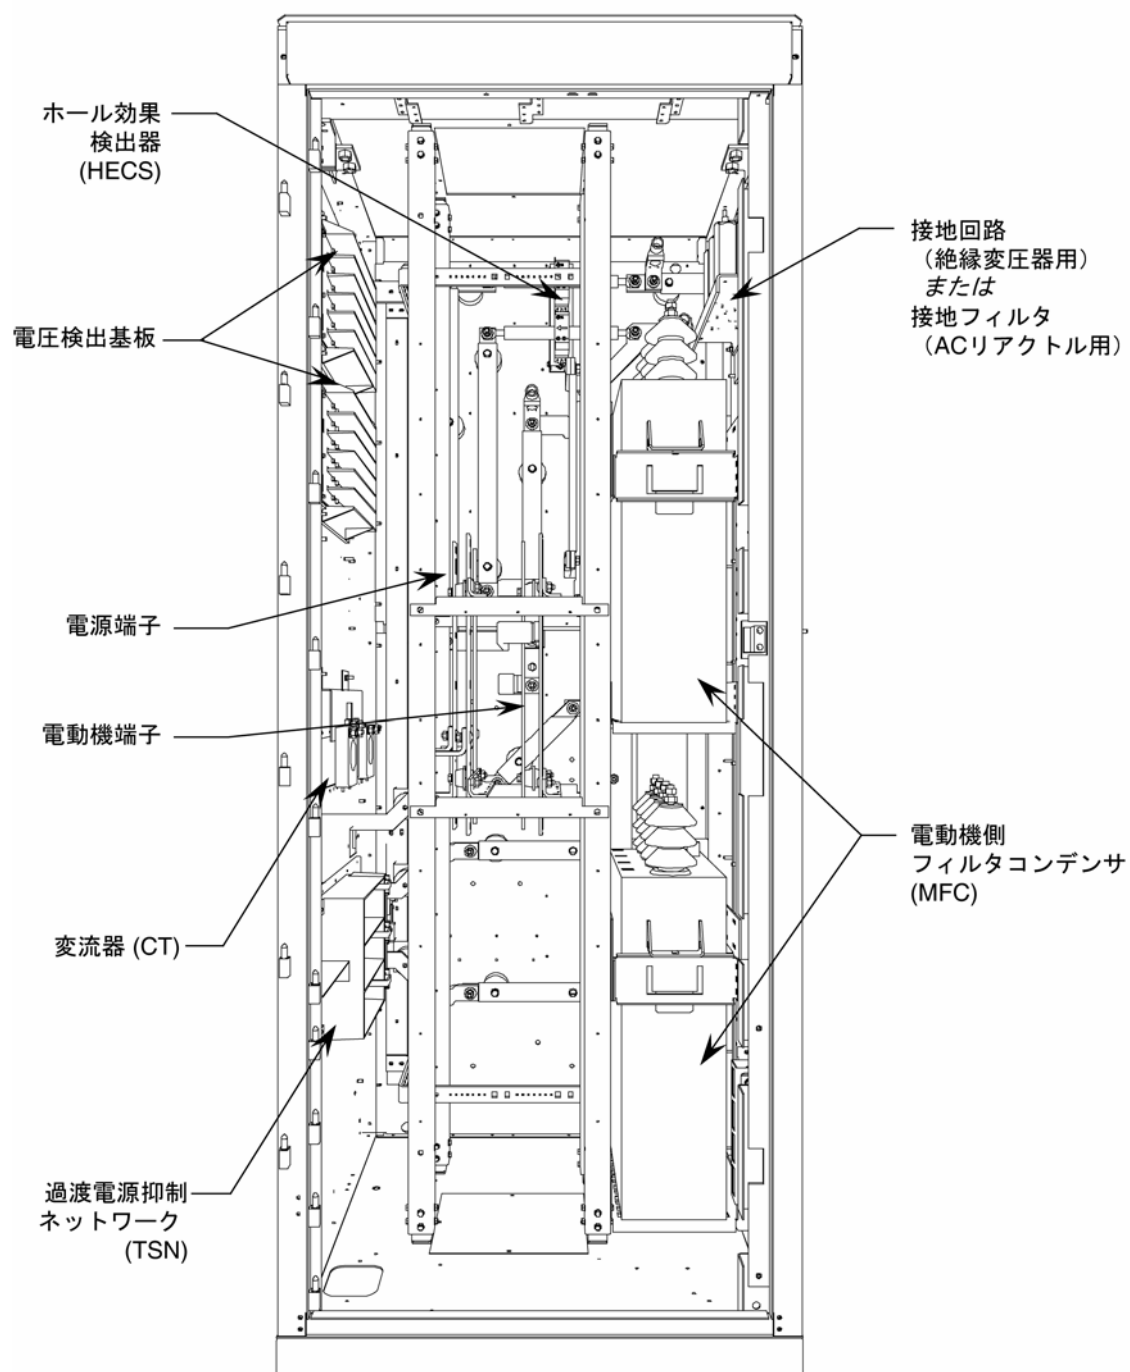 ホール効果
検出器
(HECS)
電圧検出基板
電源端子
電動機端子
変流器 (CT)
過渡電源抑制
ネットワーク
(TSN)
接地回路
（絶縁変圧器用）
または
接地フィルタ
（ACリアクトル用）
電動機側
フィルタコンデンサ
(MFC)